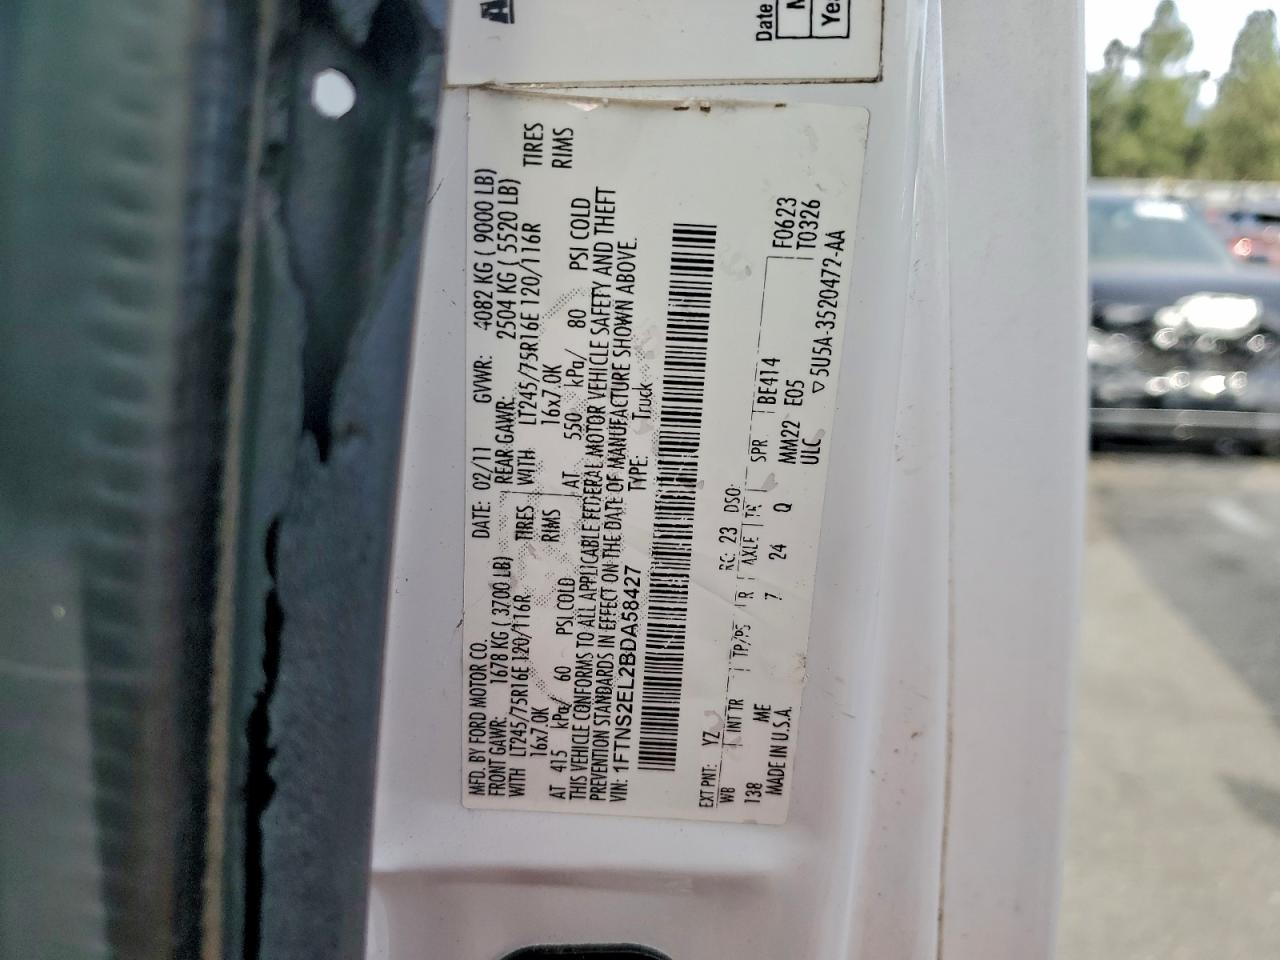 MFD. BY FORD MOTOR CO.
DATE: 02/11
GVWR: 4082 KG ( 9000 LB)
FRONT GAWR: 1678 KG ( 3700 LB)
REAR GAWR: 2504 KG ( 5520 LB)
WITH LT245/75R16E 120/116R TIRES
WITH LT245/75R16E 120/116R TIRES
16x7.0K RIMS
16x7.0K RIMS
AT 415 kPa/ 60 PSI COLD
AT 550 kPa/ 80 PSI COLD
THIS VEHICLE CONFORMS TO ALL APPLICABLE FEDERAL MOTOR VEHICLE SAFETY AND THEFT
PREVENTION STANDARDS IN EFFECT ON THE DATE OF MANUFACTURE SHOWN ABOVE.
VIN: 1FTNS2EL2BDA58427
TYPE: Truck
EXT PNT: YZ
RC: 23 DSO:
WB INT TR TP/PS R AXLE TR SPR BE414 F0623
138 ME 7 24 Q MM22 E05 T0326
MADE IN U.S.A. ULC
▽5U5A-3520472-AA
Date